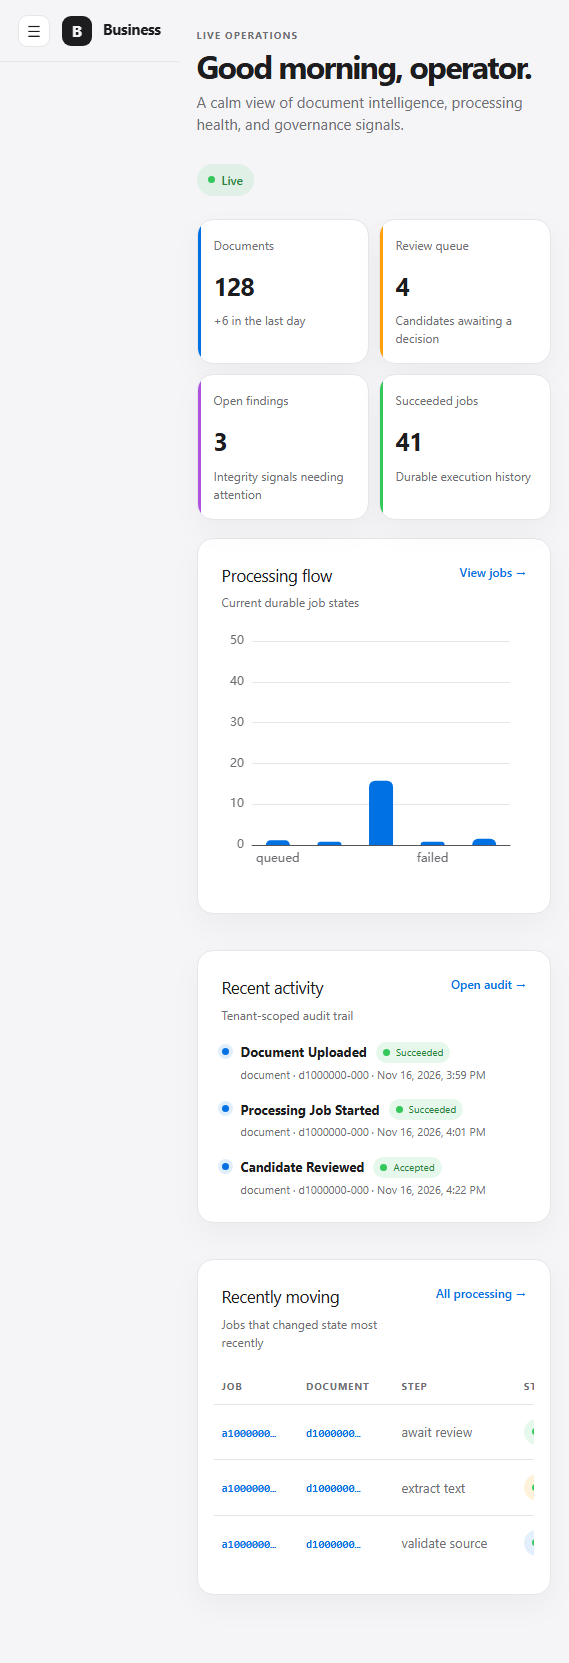 B
Business
LIVE OPERATIONS
Good morning, operator.
A calm view of document intelligence, processing
health, and governance signals.
Live
Documents
128
+6 in the last day
Review queue
4
Candidates awaiting a
decision
Open findings
3
Integrity signals needing
attention
Succeeded jobs
41
Durable execution history
Processing flow
View jobs →
Current durable job states
50
40
30
20
10
0
queued
failed
Recent activity
Open audit →
Tenant-scoped audit trail
Document Uploaded
Succeeded
document · d1000000-000 · Nov 16, 2026, 3:59 PM
Processing Job Started
Succeeded
document · d1000000-000 · Nov 16, 2026, 4:01 PM
Candidate Reviewed
Accepted
document · d1000000-000 · Nov 16, 2026, 4:22 PM
Recently moving
All processing →
Jobs that changed state most
recently
JOB DOCUMENT STEP
a1000000… d1000000… await review
a1000000… d1000000… extract text
a1000000… d1000000… validate source